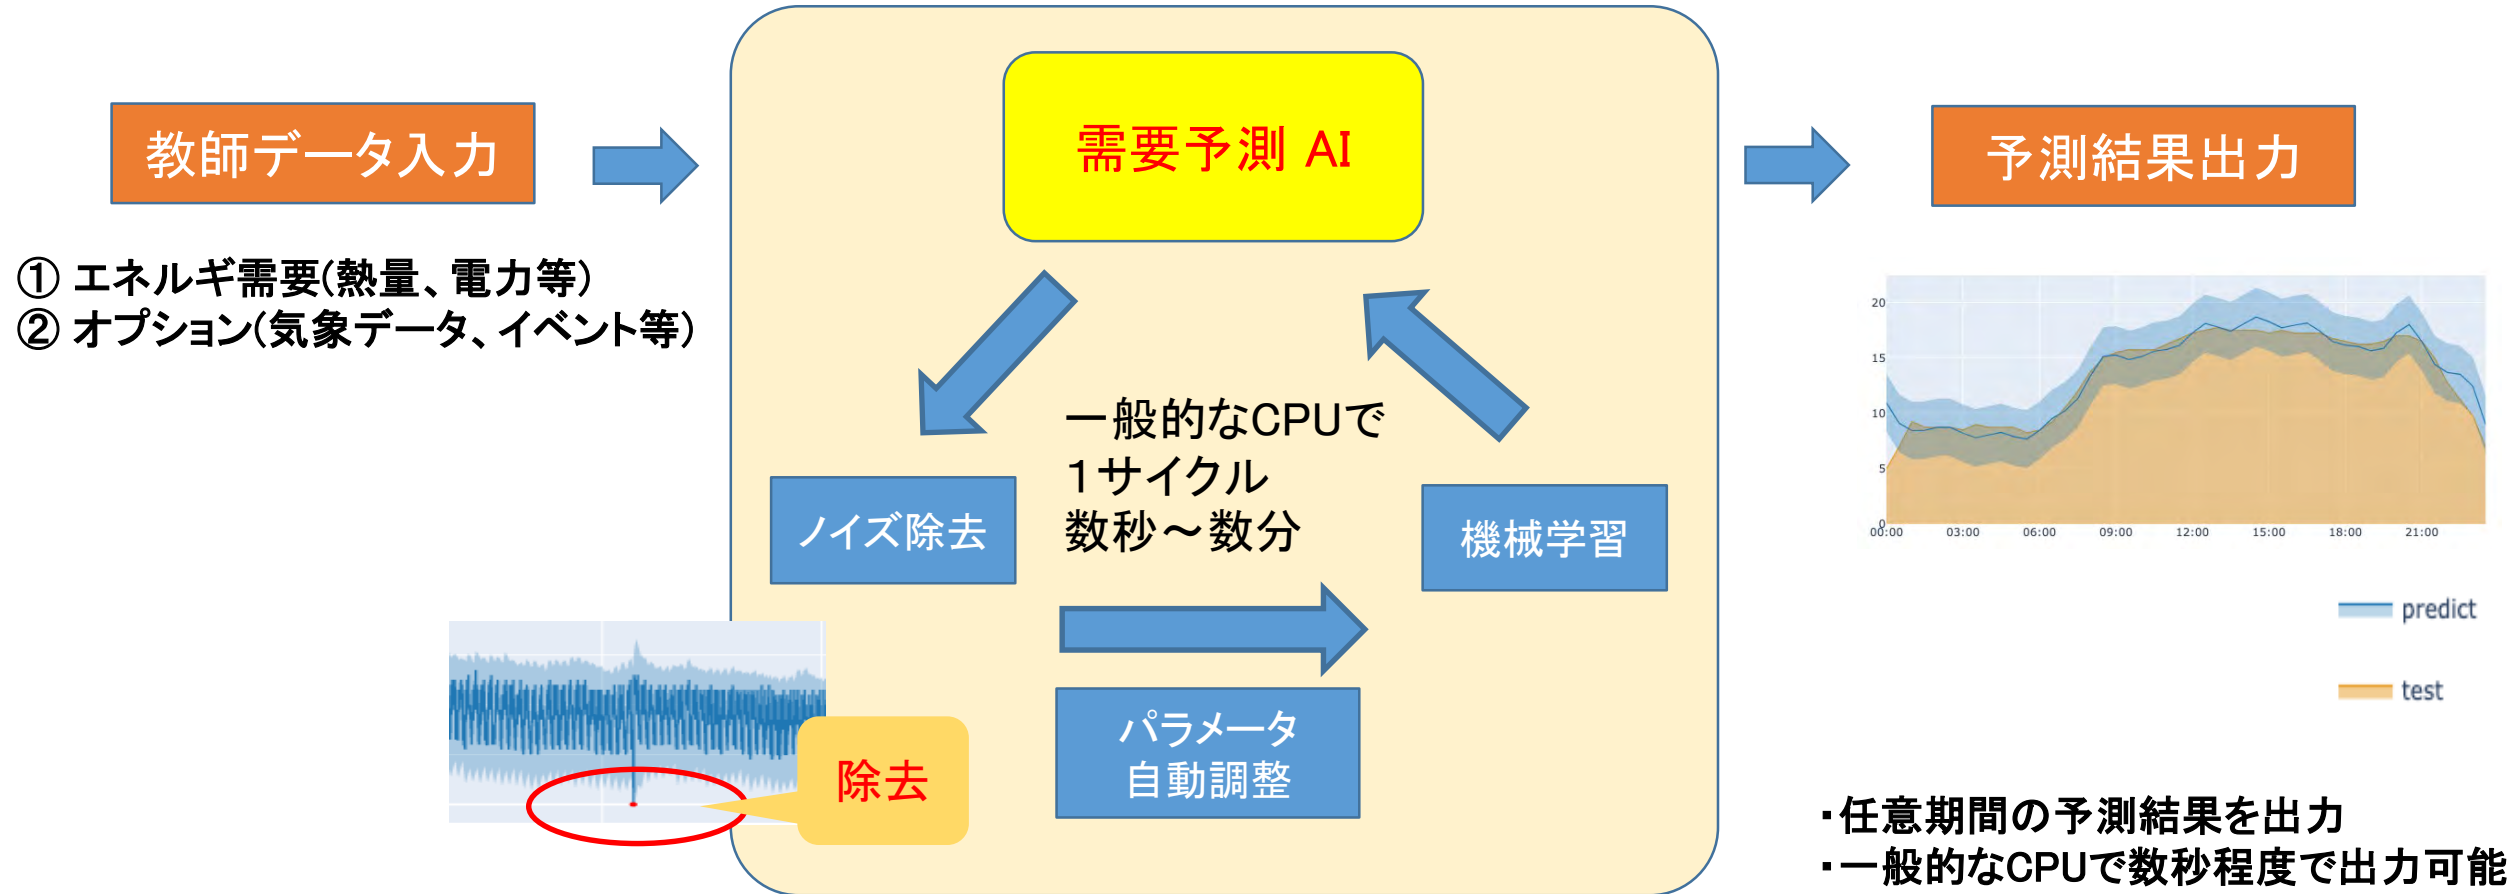 教師データ入力
① エネルギ需要(熱量、電力等)
② オプション(気象データ、イベント等)
需要予測 AI
一般的なCPUで
１サイクル
数秒～数分
ノイズ除去
機械学習
パラメータ
自動調整
除去
予測結果出力
20
15
10
5
0
00:00 03:00 06:00 09:00 12:00 15:00 18:00 21:00
predict
test
・任意期間の予測結果を出力
・一般的なCPUで数秒程度で出力可能